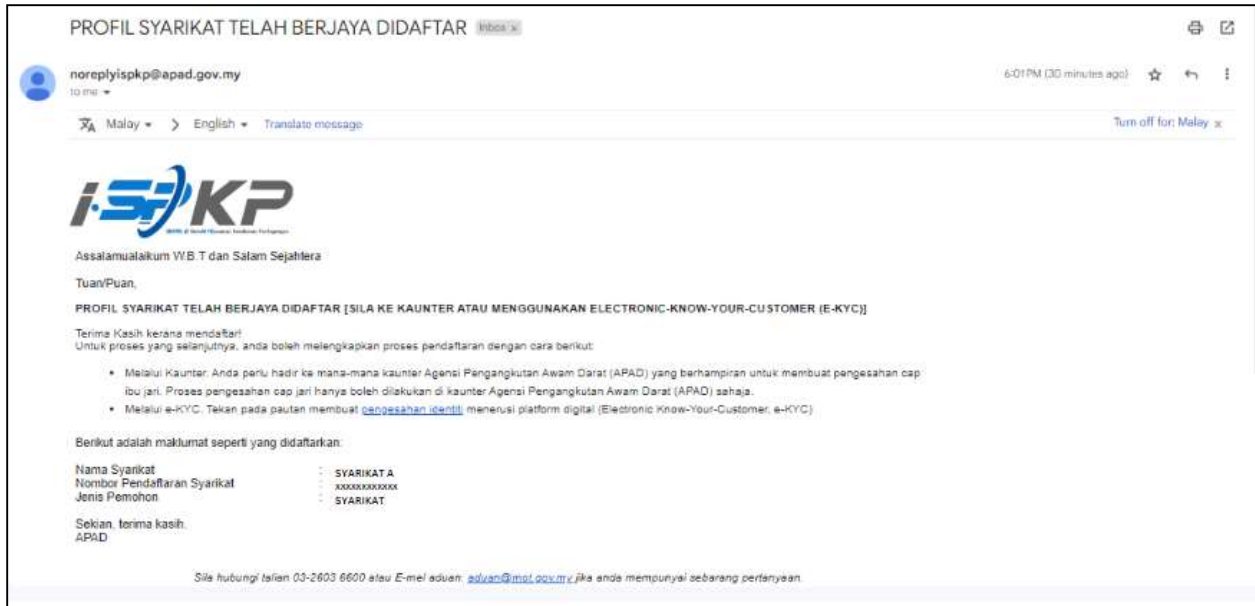 PROFIL SYARIKAT TELAH BERJAYA DIDAFTAR Inbox x
noreplyispkp@apad.gov.my
6:01 PM (30 minutes ago)
to me
Malay > English Translate message
Turn off for: Malay x
i-SPKP
Assalamualaikum W.B.T dan Salam Sejahtera
Tuan/Puan,
PROFIL SYARIKAT TELAH BERJAYA DIDAFTAR [SILA KE KAUNTER ATAU MENGGUNAKAN ELECTRONIC-KNOW-YOUR-CUSTOMER (E-KYC)]
Terima Kasih kerana mendaftar!
Untuk proses yang selanjutnya, anda boleh melengkapkan proses pendaftaran dengan cara berikut:
• Melalui Kaunter. Anda perlu hadir ke mana-mana kaunter Agensi Pengangkutan Awam Darat (APAD) yang berhampiran untuk membuat pengesahan cap
ibu jari. Proses pengesahan cap jari hanya boleh dilakukan di kaunter Agensi Pengangkutan Awam Darat (APAD) sahaja.
• Melalui e-KYC. Tekan pada pautan membuat pengesahan identiti menerusi platform digital (Electronic Know-Your-Customer, e-KYC)
Berikut adalah maklumat seperti yang didaftarkan:
Nama Syarikat : SYARIKAT A
Nombor Pendaftaran Syarikat : xxxxxxxxxxxx
Jenis Pemohon : SYARIKAT
Sekian, terima kasih.
APAD
Sila hubungi talian 03-2603 6600 atau E-mel aduan: aduan@mot.gov.my jika anda mempunyai sebarang pertanyaan.